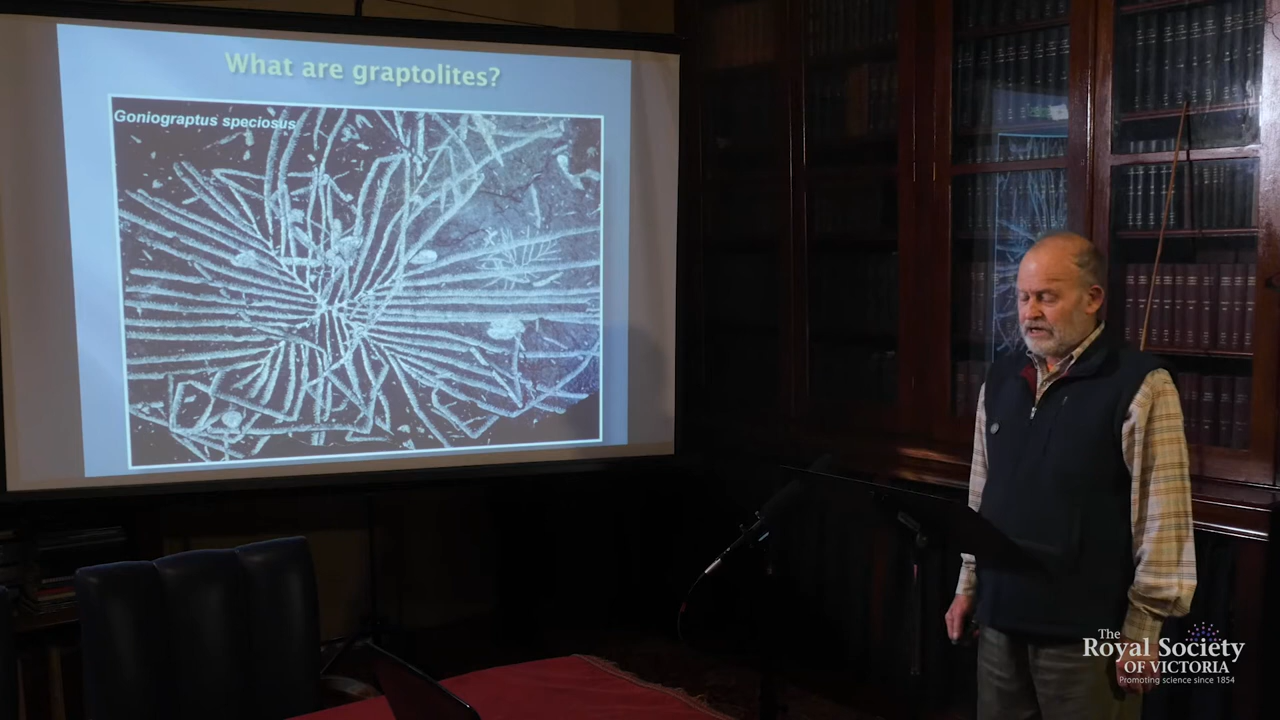 What are graptolites?
Goniograptus speciosus
The
Royal Society
OF VICTORIA
Promoting science since 1854